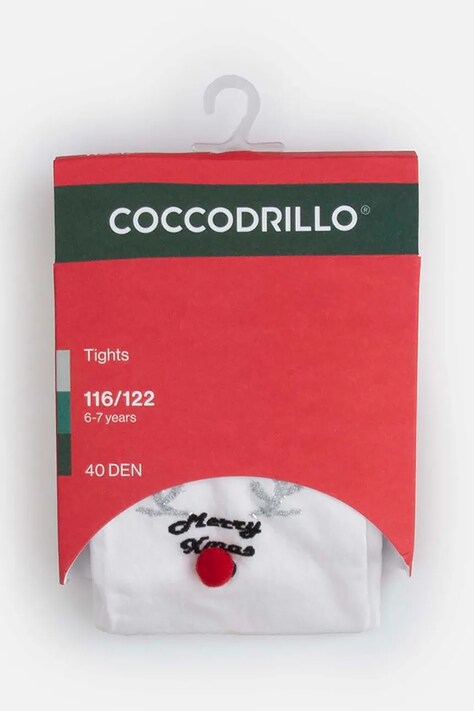 COCCODRILLO®
Tights
116/122
6-7 years
40 DEN
Merry
Xmas